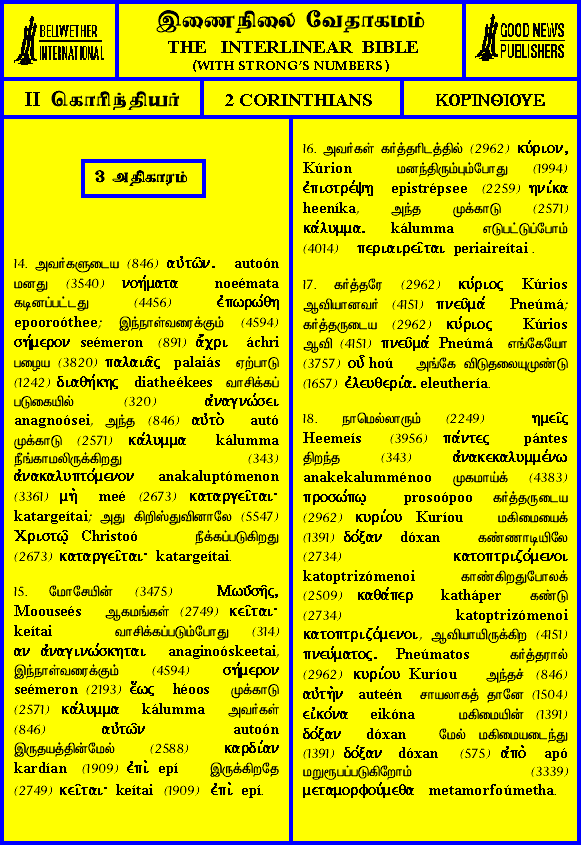 BELLWETHER
INTERNATIONAL
இணைநிலை வேதாகமம்
THE INTERLINEAR BIBLE
(WITH STRONG'S NUMBERS)
GOOD NEWS
PUBLISHERS
II கொரிந்தியர்
2 CORINTHIANS
ΚΟΡΊΝΘΙΟΥΕ
3 அதிகாரம்
14. அவர்களுடைய (846) αὐτῶν. autoón
மனது (3540) νοήματα noeémata
கடினப்பட்டது (4456) ἐπωρώθη
epooroóthee; இந்நாள்வரைக்கும் (4594)
σήμερον seémeron (891) ἄχρι áchri
பழைய (3820) παλαιᾶς palaiás ஏற்பாடு
(1242) διαθήκης diatheékees வாசிக்கப்
படுகையில் (320) ἀναγνώσει
anagnoósei, அந்த (846) αὐτὸ autó
முக்காடு (2571) κάλυμμα kálumma
நீங்காமலிருக்கிறது (343)
ἀνακαλυπτόμενον anakaluptómenon
(3361) μὴ meé (2673) καταργεῖται·
katargeítai; அது கிறிஸ்துவினாலே (5547)
Χριστῷ Christoó நீக்கப்படுகிறது
(2673) καταργεῖται· katargeítai.
15. மோசேயின் (3475) Μωϋσῆς,
Moouseés ஆகமங்கள் (2749) κεῖται·
keítai வாசிக்கப்படும்போது (314)
αν ἀναγινώσκηται anaginoóskeetai,
இந்நாள்வரைக்கும் (4594) σήμερον
seémeron (2193) ἕως héoos முக்காடு
(2571) κάλυμμα kálumma அவர்கள்
(846) αὐτῶν autoón
இருதயத்தின்மேல் (2588) καρδίαν
kardían (1909) ἐπὶ epí இருக்கிறதே
(2749) κεῖται· keítai (1909) ἐπὶ epí.
16. அவர்கள் கர்த்தரிடத்தில் (2962) κύριον,
Kúrion மனந்திரும்பும்போது (1994)
ἐπιστρέψῃ epistrépsee (2259) ἡνίκα
heeníka, அந்த முக்காடு (2571)
κάλυμμα. kálumma எடுபட்டுப்போம்
(4014) περιαιρεῖται periaireítai .
17. கர்த்தரே (2962) κύριος Kúrios
ஆவியானவர் (4151) πνεῦμά Pneúmá;
கர்த்தருடைய (2962) κύριος Kúrios
ஆவி (4151) πνεῦμά Pneúmá எங்கேயோ
(3757) οὗ hoú அங்கே விடுதலையுமுண்டு
(1657) ἐλευθερία. eleuthería.
18. நாமெல்லாரும் (2249) ἡμεῖς
Heemeís (3956) πάντες pántes
திறந்த (343) ἀνακεκαλυμμένῳ
anakekalumménoo முகமாய்க் (4383)
προσώπῳ prosoópoo கர்த்தருடைய
(2962) κυρίου Kuríou மகிமையைக்
(1391) δόξαν dóxan கண்ணாடியிலே
(2734) κατοπτριζόμενοι
katoptrizómenoi காண்கிறதுபோலக்
(2509) καθάπερ katháper கண்டு
(2734) katoptrizómenoi
κατοπτριζόμενοι, ஆவியாயிருக்கிற (4151)
πνεύματος. Pneúmatos கர்த்தரால்
(2962) κυρίου Kuríou அந்தச் (846)
αὐτὴν auteén சாயலாகத் தானே (1504)
εἰκόνα eikóna மகிமையின் (1391)
δόξαν dóxan மேல் மகிமையடைந்து
(1391) δόξαν dóxan (575) ἀπὸ apó
மறுரூபப்படுகிறோம் (3339)
μεταμορφούμεθα metamorfoúmetha.